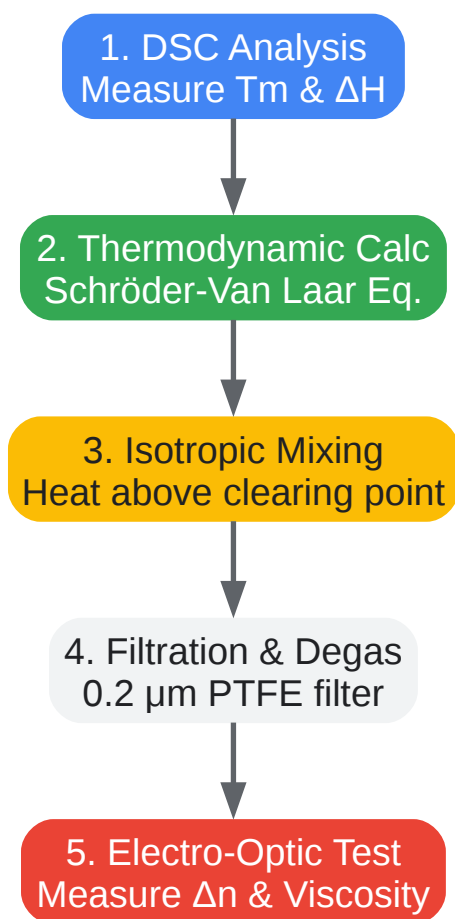 1. DSC Analysis
Measure Tm & ΔH
2. Thermodynamic Calc
Schröder-Van Laar Eq.
3. Isotropic Mixing
Heat above clearing point
4. Filtration & Degas
0.2 μm PTFE filter
5. Electro-Optic Test
Measure Δn & Viscosity